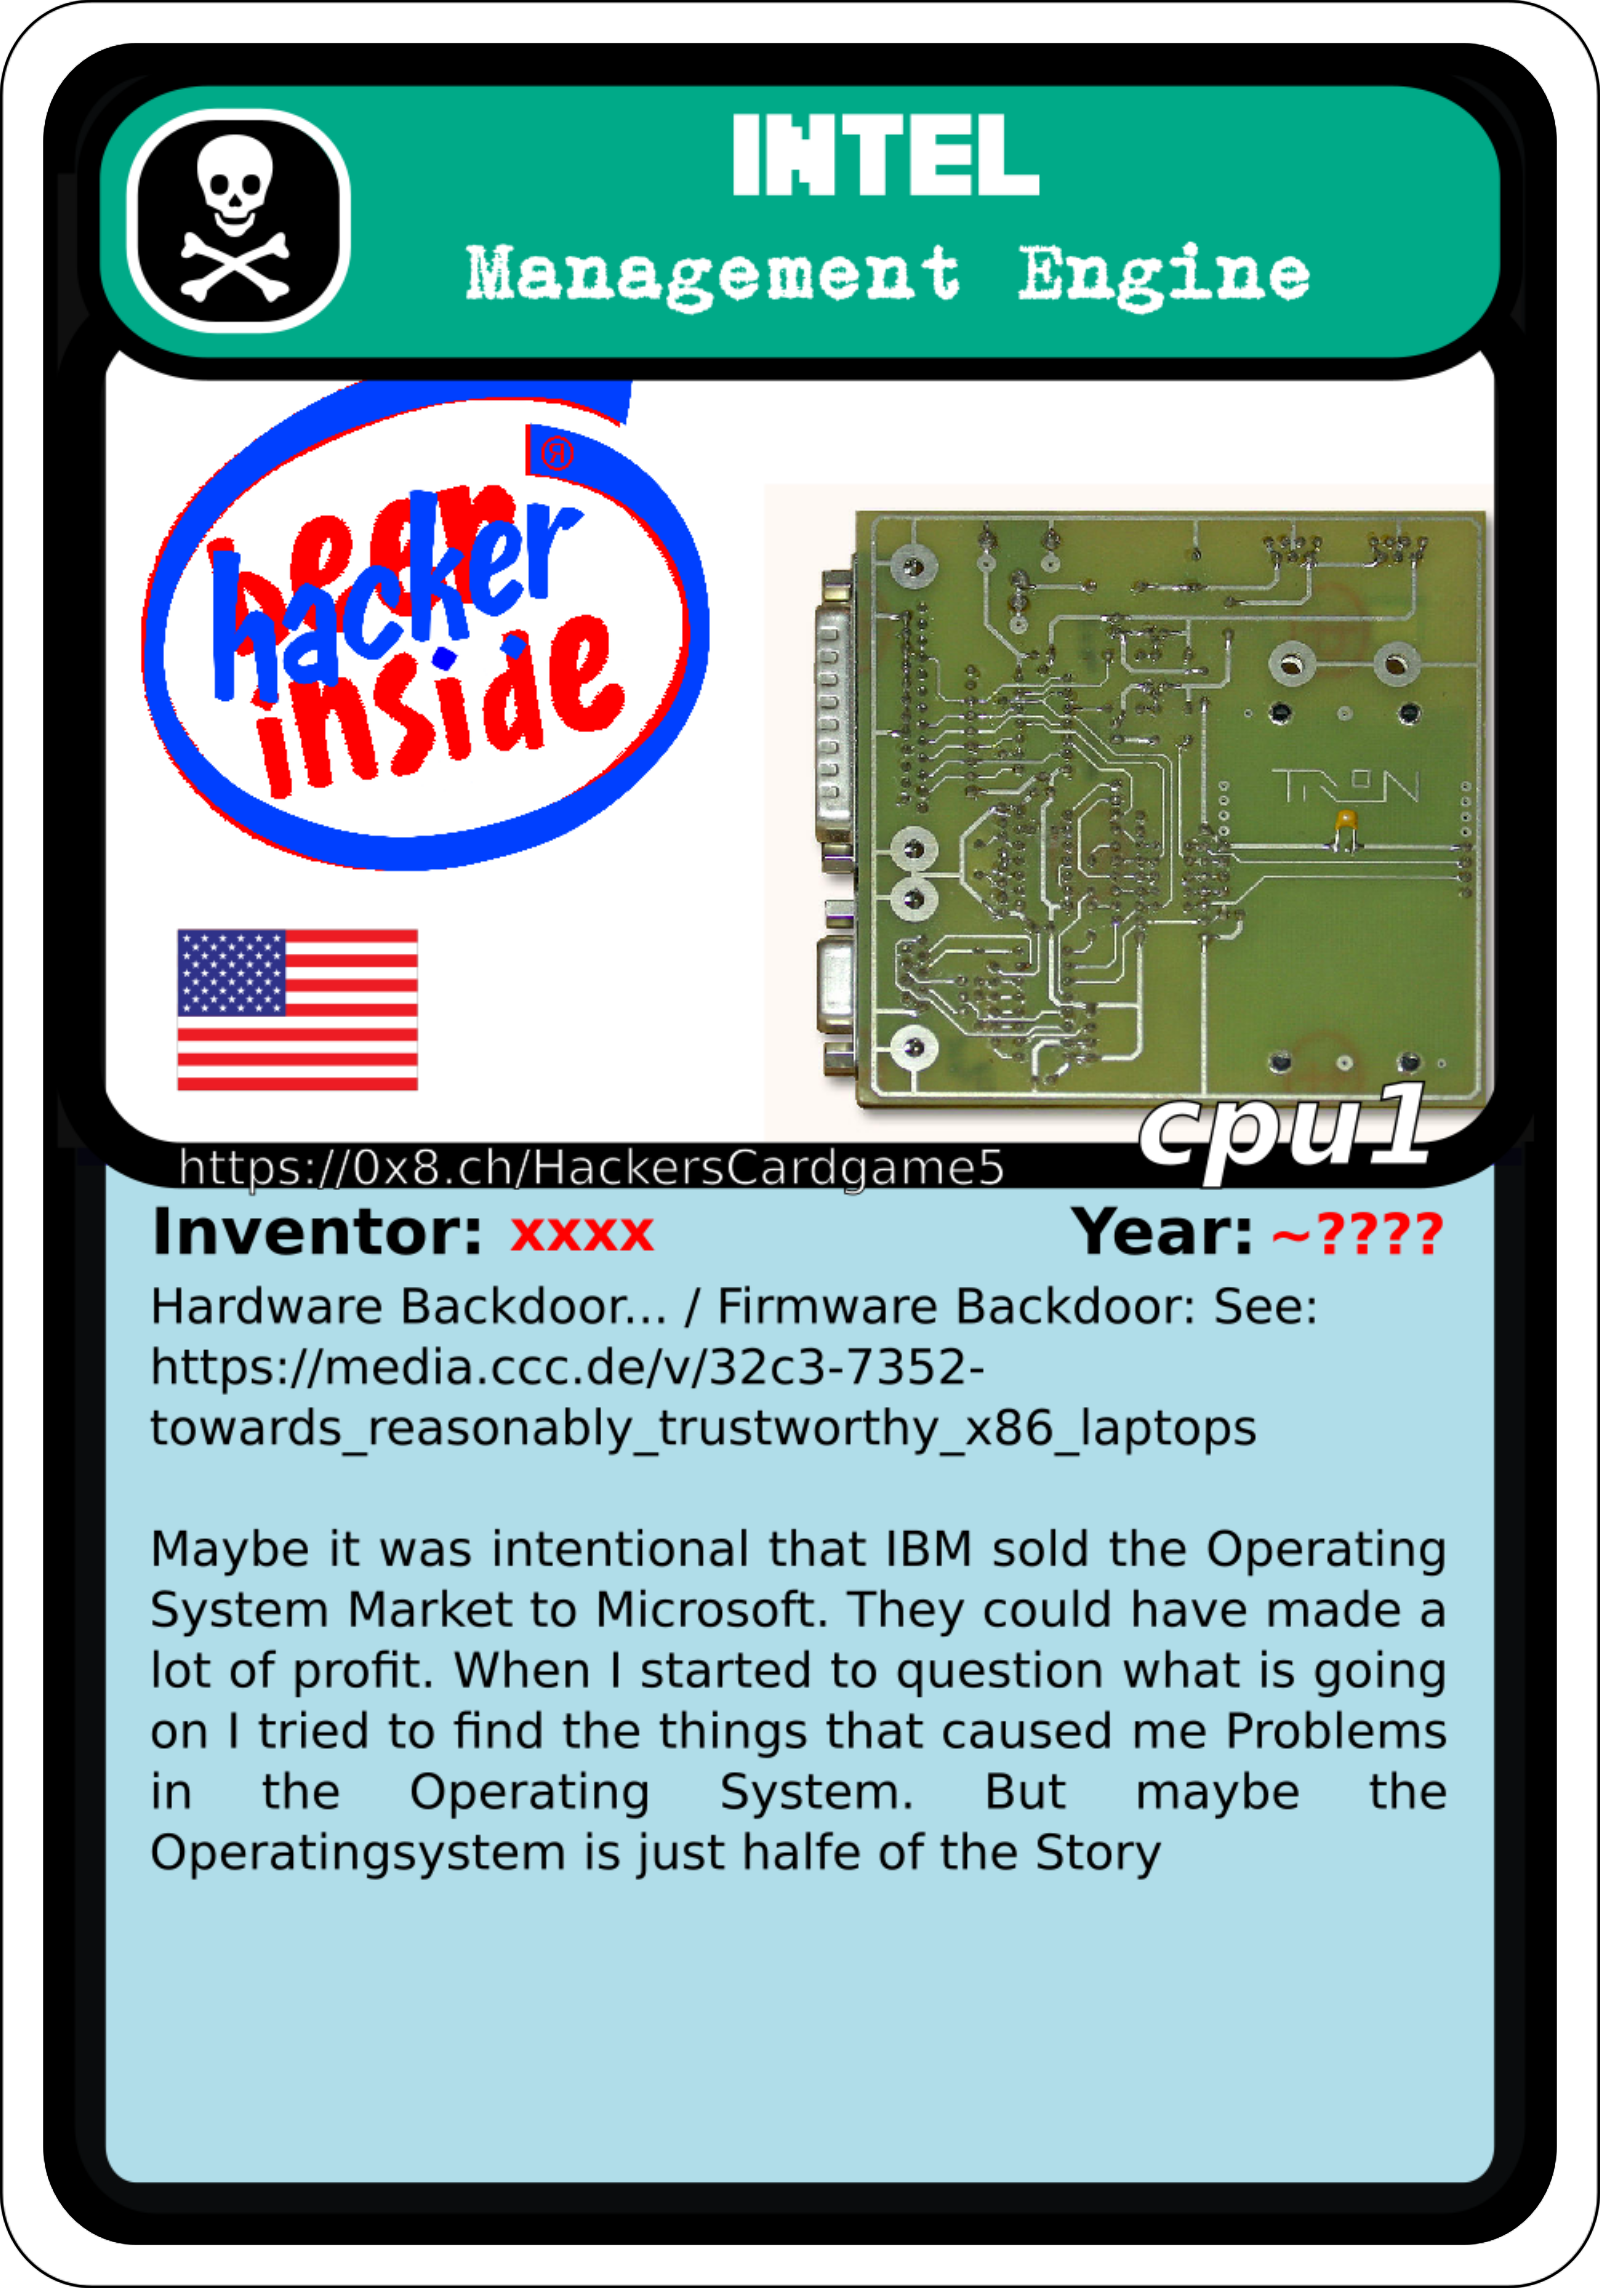 INTEL
Management Engine
®
bear
hacker
inside
TRON
cpu1
https://0x8.ch/HackersCardgame5
Inventor: xxxx Year: ~????
Hardware Backdoor... / Firmware Backdoor: See:
https://media.ccc.de/v/32c3-7352-
towards_reasonably_trustworthy_x86_laptops
Maybe it was intentional that IBM sold the Operating
System Market to Microsoft. They could have made a
lot of profit. When I started to question what is going
on I tried to find the things that caused me Problems
in the Operating System. But maybe the
Operatingsystem is just halfe of the Story